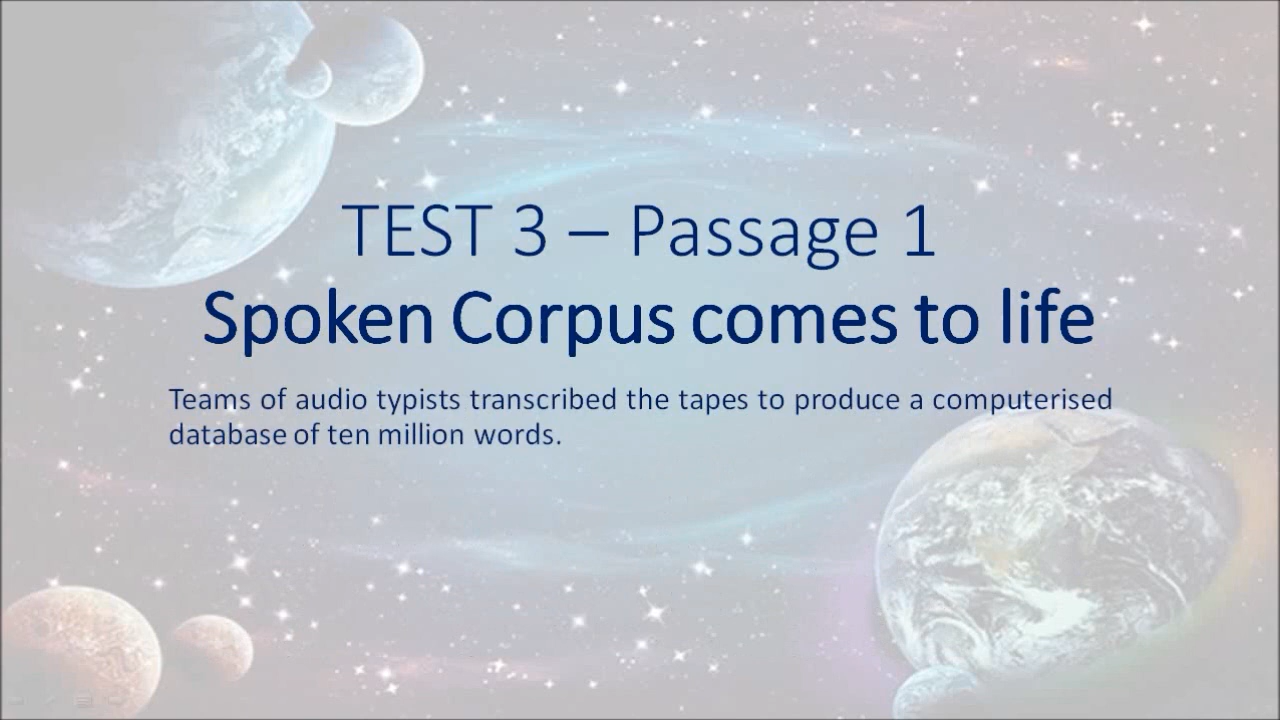 TEST 3 – Passage 1
Spoken Corpus comes to life
Teams of audio typists transcribed the tapes to produce a computerised
database of ten million words.